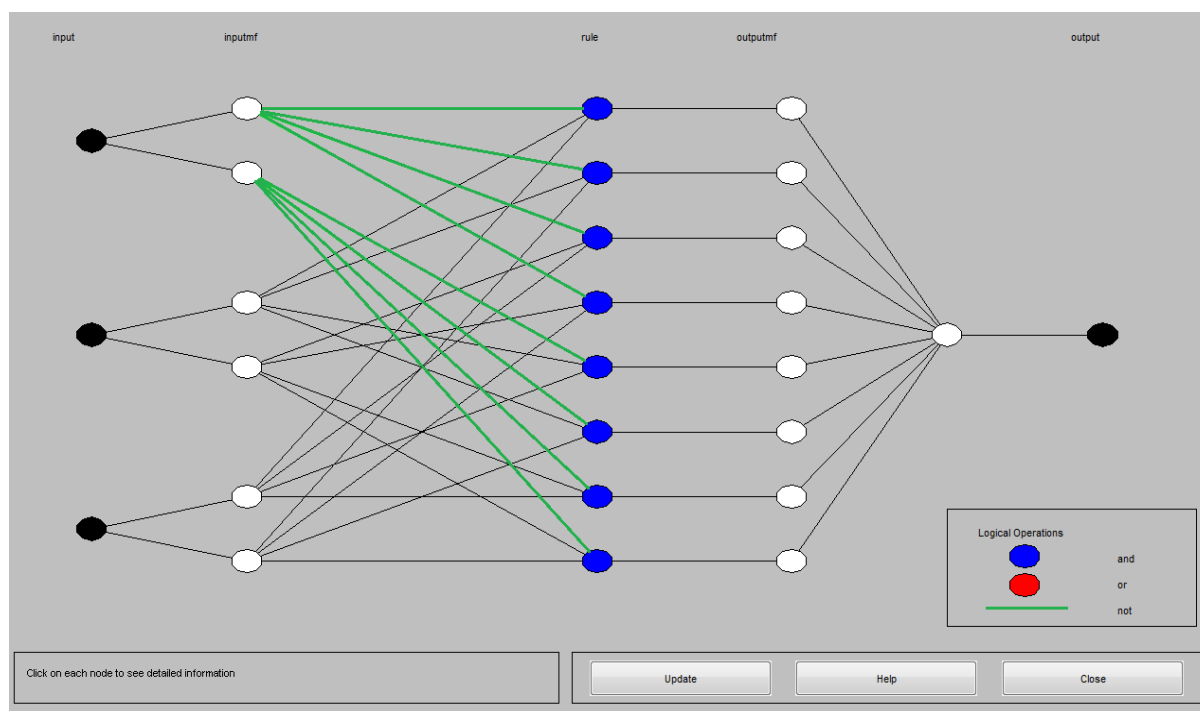 input
inputmf
rule
outputmf
output
Logical Operations
and
or
not
Click on each node to see detailed information
Update
Help
Close